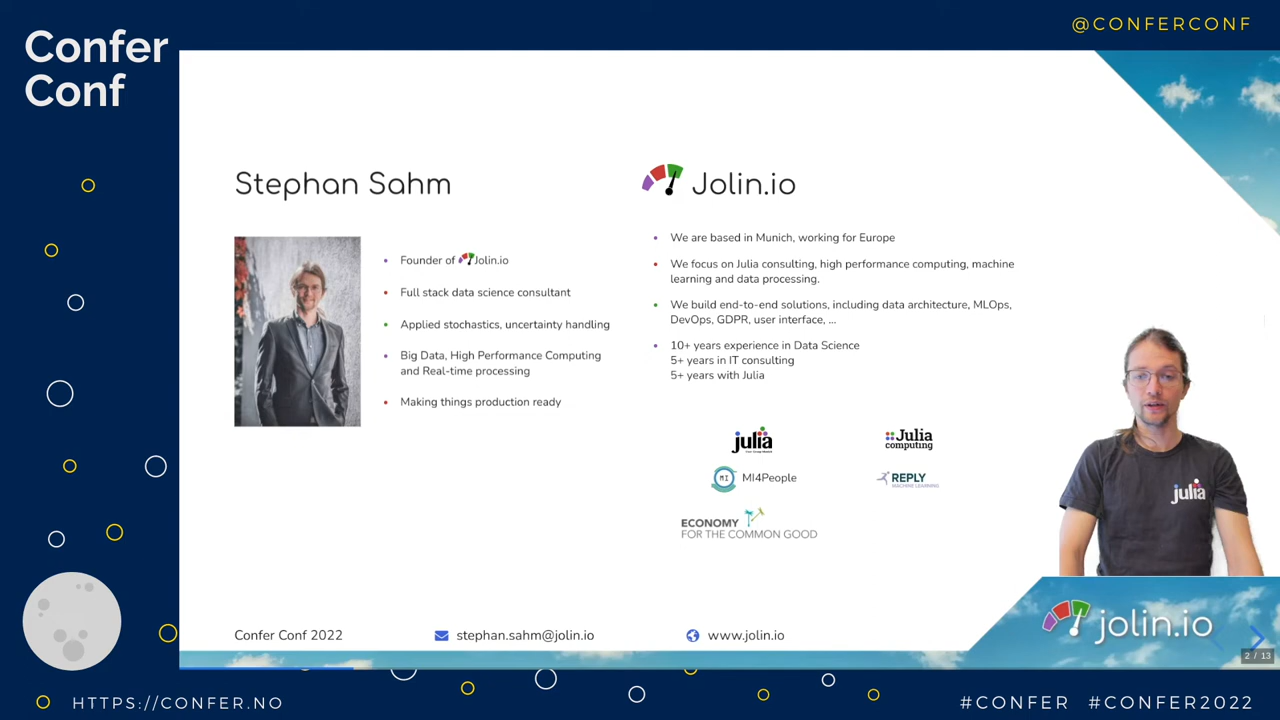 Confer
Conf
@CONFERCONF
Stephan Sahm
Founder of Jolin.io
Full stack data science consultant
Applied stochastics, uncertainty handling
Big Data, High Performance Computing
and Real-time processing
Making things production ready
Jolin.io
We are based in Munich, working for Europe
We focus on Julia consulting, high performance computing, machine
learning and data processing.
We build end-to-end solutions, including data architecture, MLOps,
DevOps, GDPR, user interface, ...
10+ years experience in Data Science
5+ years in IT consulting
5+ years with Julia
julia
Julia
computing
MI
MI4People
REPLY
MACHINE LEARNING
ECONOMY
FOR THE COMMON GOOD
julia
Confer Conf 2022
stephan.sahm@jolin.io
www.jolin.io
jolin.io
2 / 13
HTTPS://CONFER.NO
#CONFER #CONFER2022